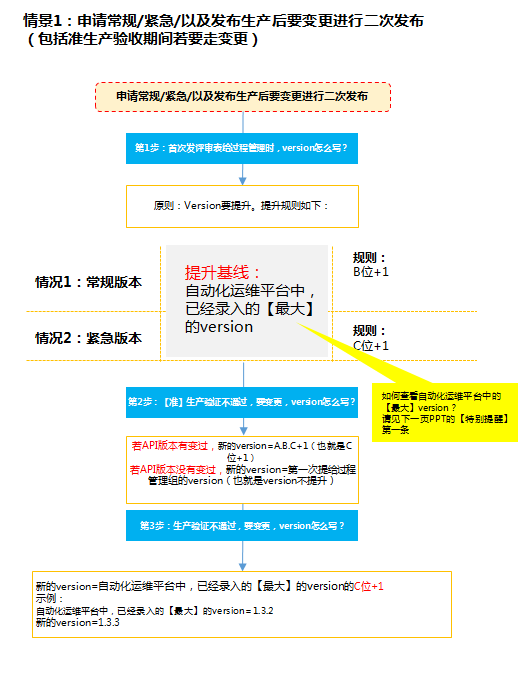 情景1：申请常规/紧急/以及发布生产后要变更进行二次发布
（包括准生产验收期间若要走变更）
申请常规/紧急/以及发布生产后要变更进行二次发布
第1步：首次发评审表给过程管理时，version怎么写？
原则：Version要提升。提升规则如下：
情况1：常规版本
提升基线：
自动化运维平台中，
已经录入的【最大】
的version
规则：
B位+1
情况2：紧急版本
规则：
C位+1
第2步：【准】生产验证不通过，要变更，version怎么写？
如何查看自动化运维平台中的
【最大】version？
请见下一页PPT的【特别提醒】
第一条
若API版本有变过，新的version=A.B.C+1（也就是C
位+1）
若API版本没有变过，新的version=第一次提给过程
管理组的version（也就是version不提升）
第3步：生产验证不通过，要变更，version怎么写？
新的version=自动化运维平台中，已经录入的【最大】的version的C位+1
示例：
自动化运维平台中，已经录入的【最大】的version＝1.3.2
新的version=1.3.3